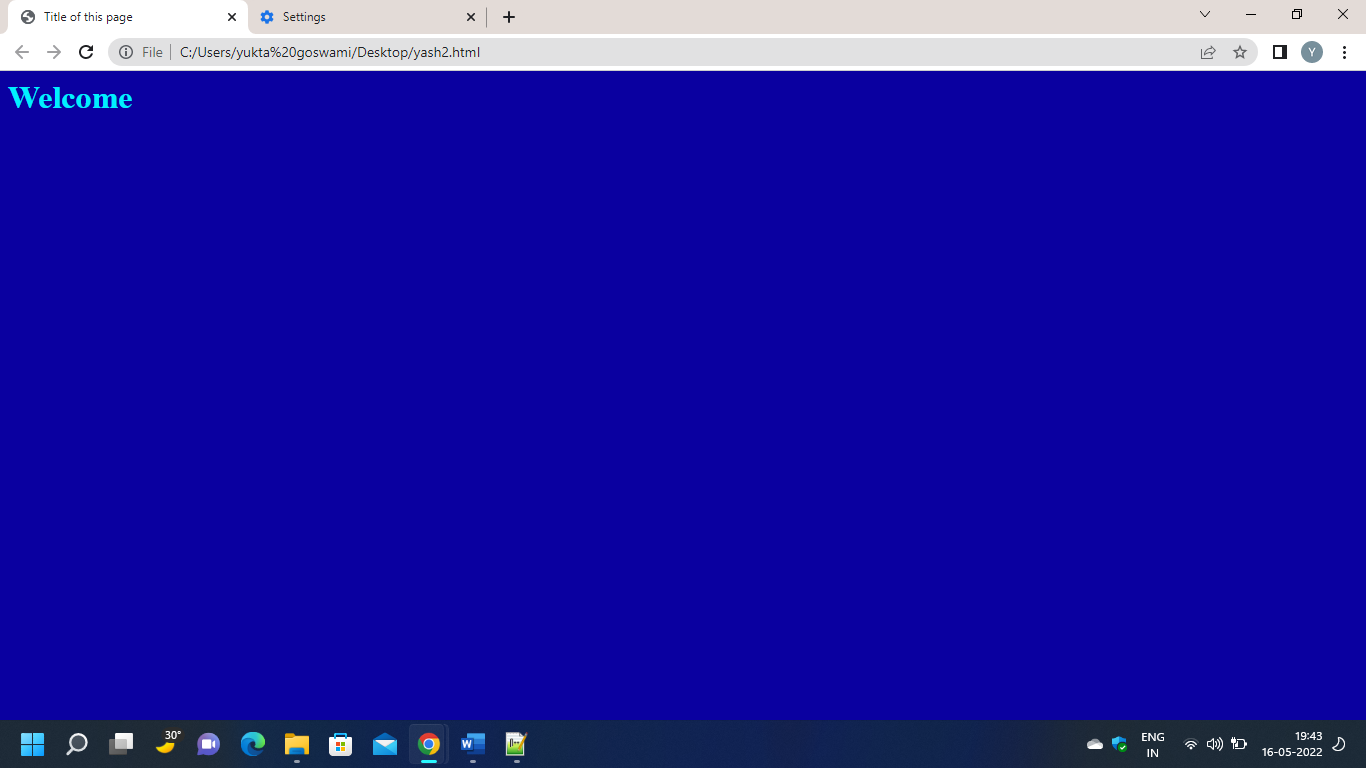 Title of this page
Settings
File
C:/Users/yukta%20goswami/Desktop/yash2.html
Y
Welcome
30°
W
ENG
IN
19:43
16-05-2022